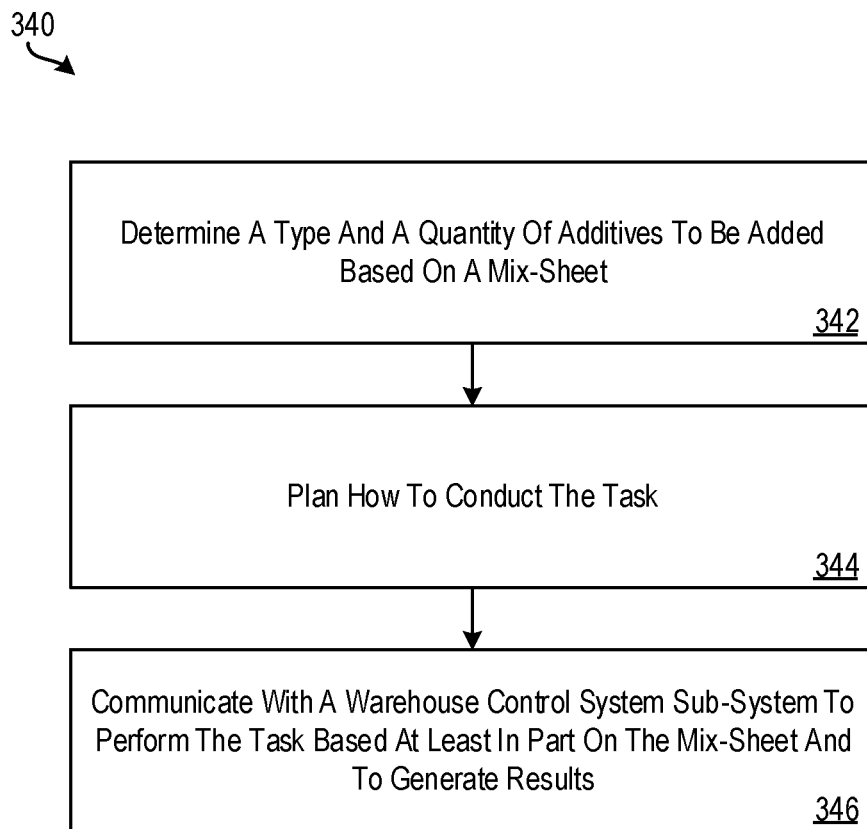 340
Determine A Type And A Quantity Of Additives To Be Added
Based On A Mix-Sheet
342
Plan How To Conduct The Task
344
Communicate With A Warehouse Control System Sub-System To
Perform The Task Based At Least In Part On The Mix-Sheet And
To Generate Results
346